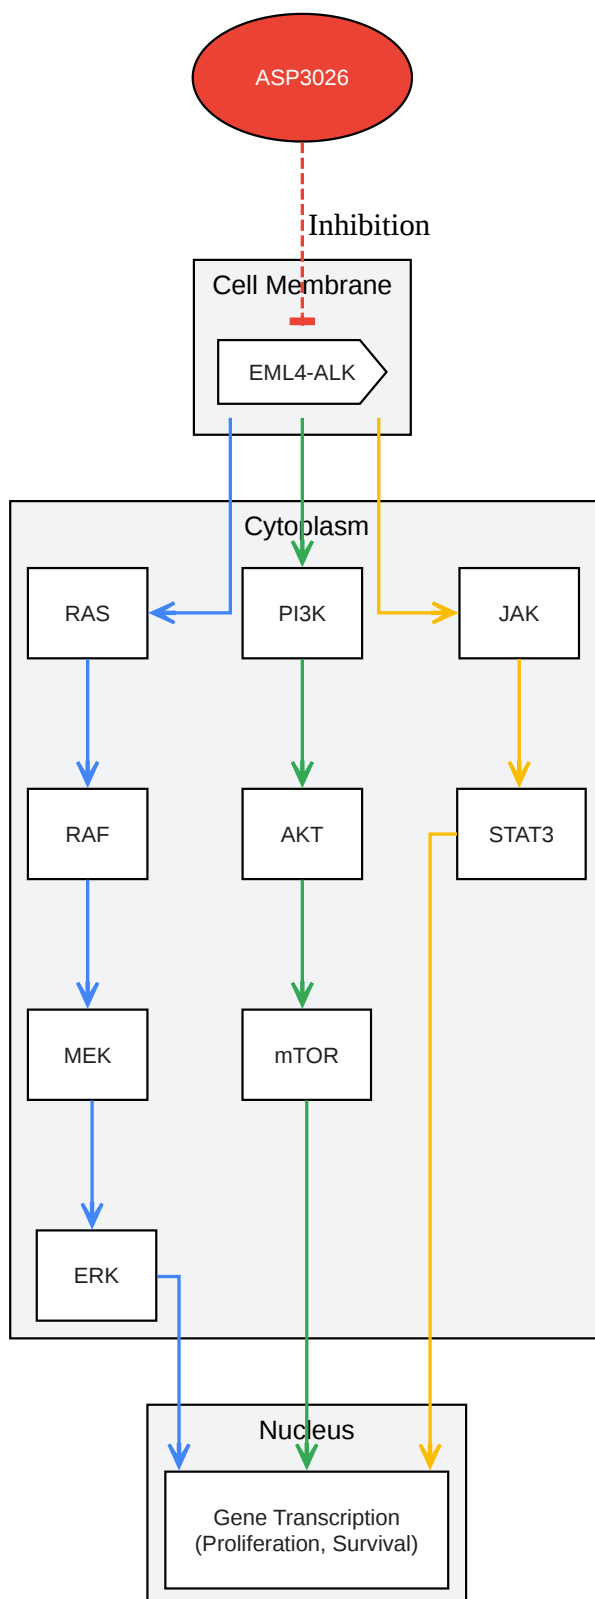 ASP3026
Inhibition
Cell Membrane
EML4-ALK
Cytoplasm
RAS
PI3K
JAK
RAF
AKT
STAT3
MEK
mTOR
ERK
Nucleus
Gene Transcription
(Proliferation, Survival)